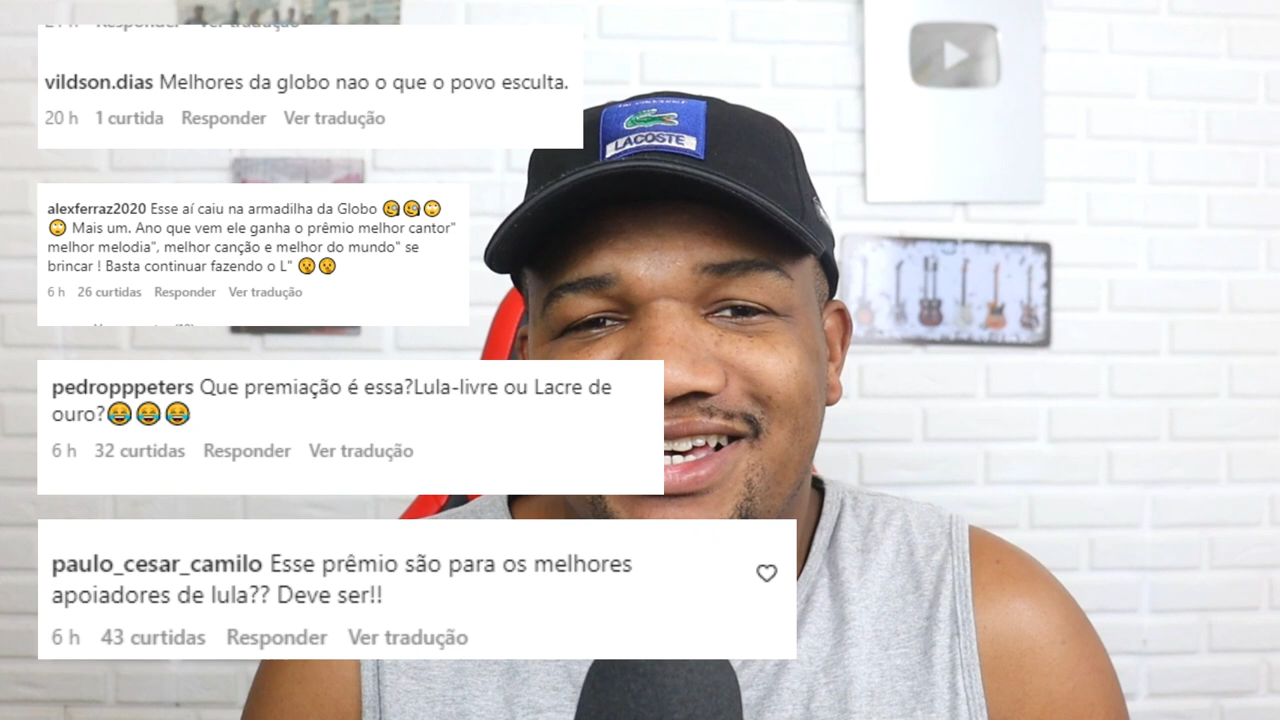 vildson.dias Melhores da globo nao o que o povo esculta.
20 h 1 curtida Responder Ver tradução
alexferraz2020 Esse aí caiu na armadilha da Globo 🧐🧐🙄
🙄 Mais um. Ano que vem ele ganha o prêmio melhor cantor"
melhor melodia", melhor canção e melhor do mundo" se
brincar ! Basta continuar fazendo o L" 🤭🤭
6 h 26 curtidas Responder Ver tradução
pedropppeters Que premiação é essa?Lula-livre ou Lacre de
ouro?😂😂😂
6 h 32 curtidas Responder Ver tradução
paulo_cesar_camilo Esse prêmio são para os melhores
apoiadores de lula?? Deve ser!!
6 h 43 curtidas Responder Ver tradução
LACOSTE